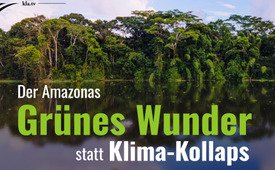 kla.tv
Der Amazonas
Grünes Wunder
statt Klima-Kollaps